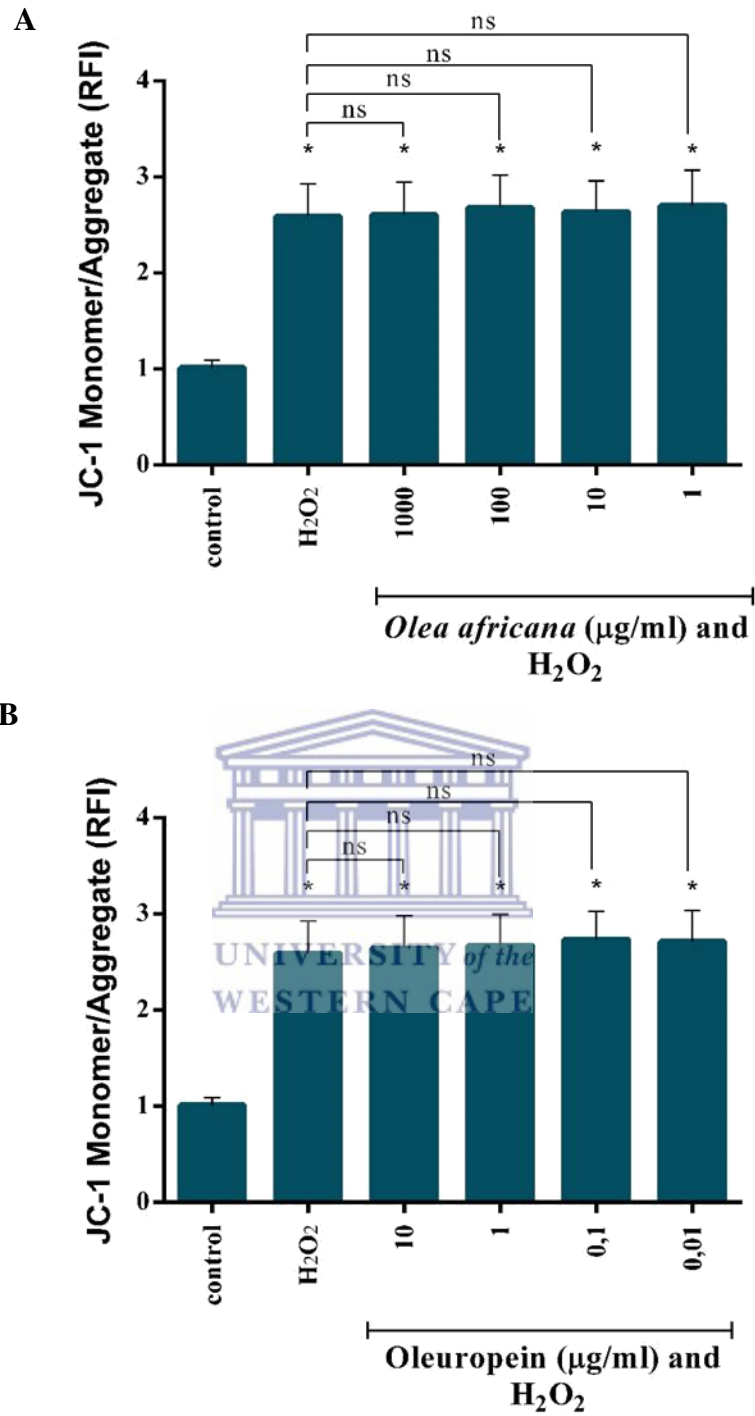 A
ns
ns
ns
ns
* * * * *
JC-1 Monomer/Aggregate (RFI)
4
3
2
1
0
control
H₂O₂
1000
100
10
1
Olea africana (μg/ml) and
H₂O₂
B
ns
ns
ns
ns
* * * * *
JC-1 Monomer/Aggregate (RFI)
4
3
2
1
0
UNIVERSITY of the
WESTERN CAPE
control
H₂O₂
10
1
0,1
0,01
Oleuropein (μg/ml) and
H₂O₂